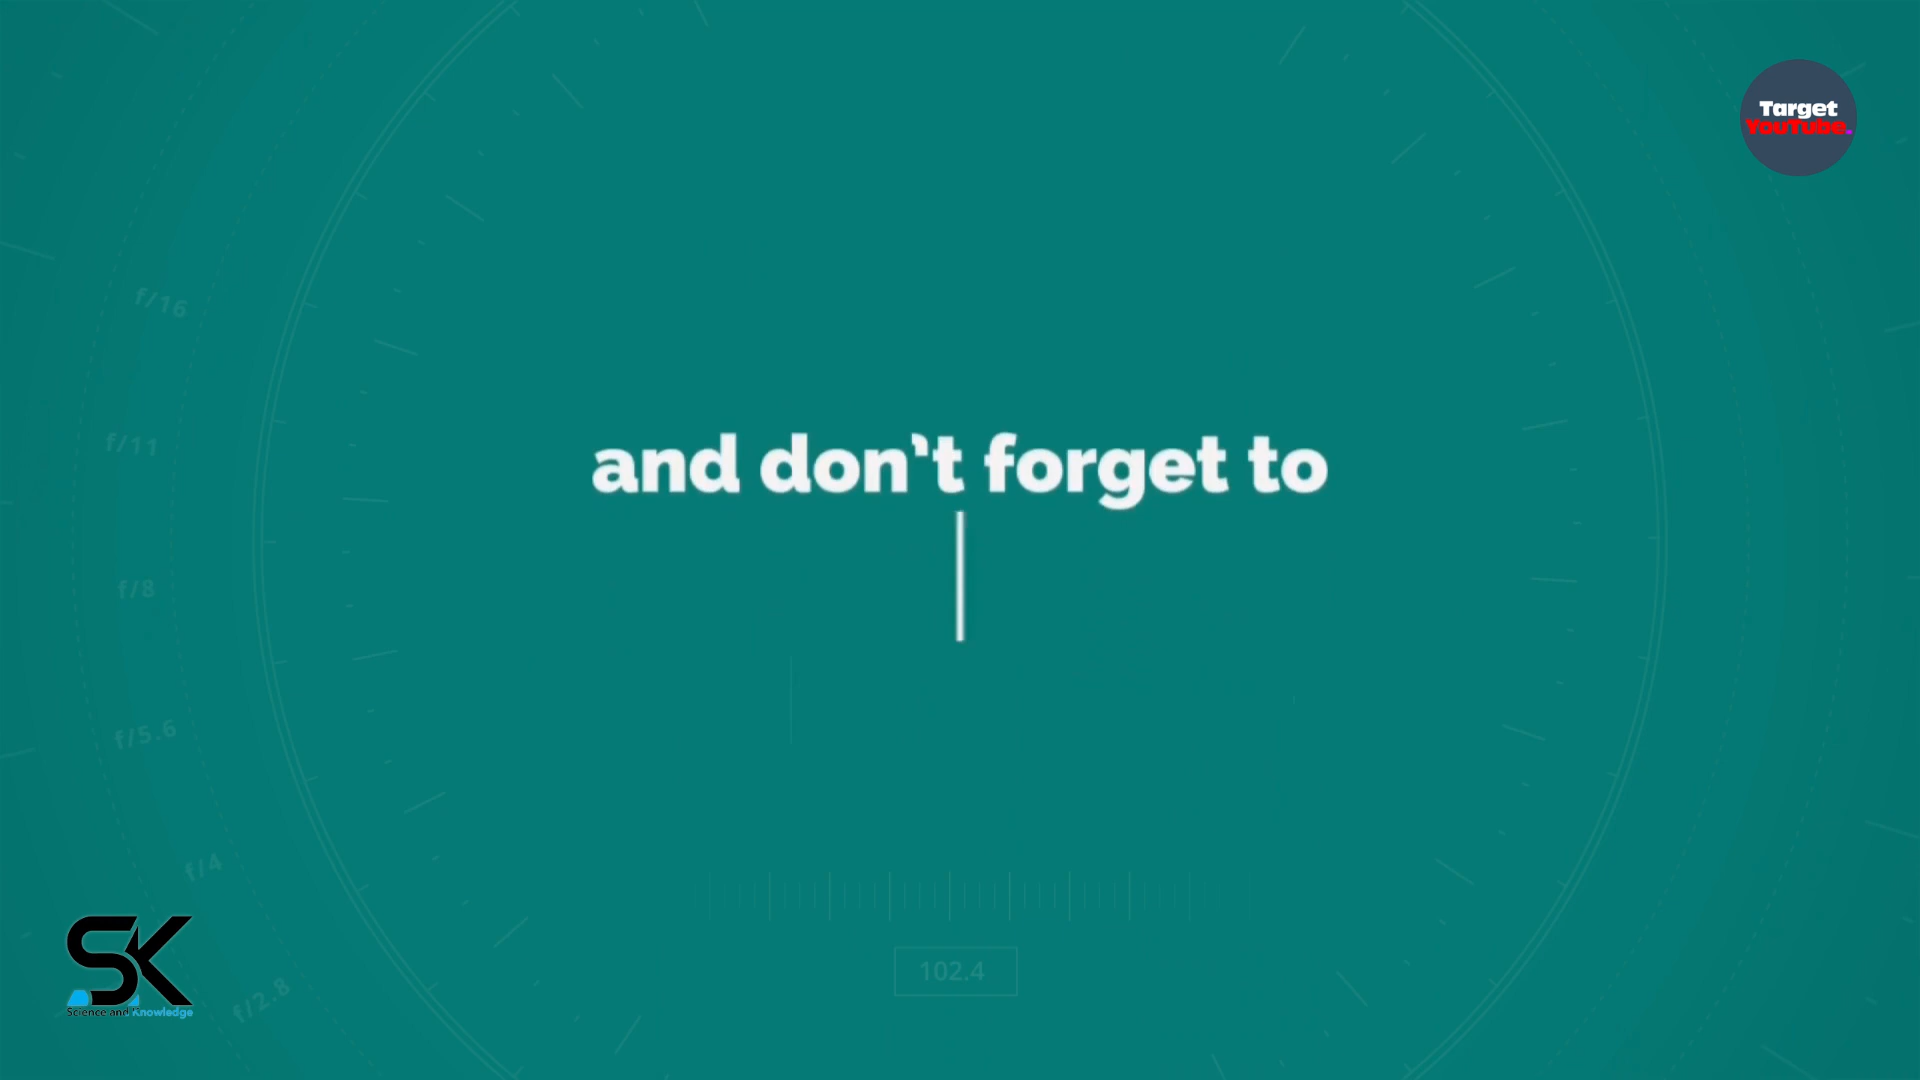 Target
YouTube.
f/16
f/11
and don't forget to
f/8
f/5.6
f/4
102.4
f/2.8
SK
Science and Knowledge